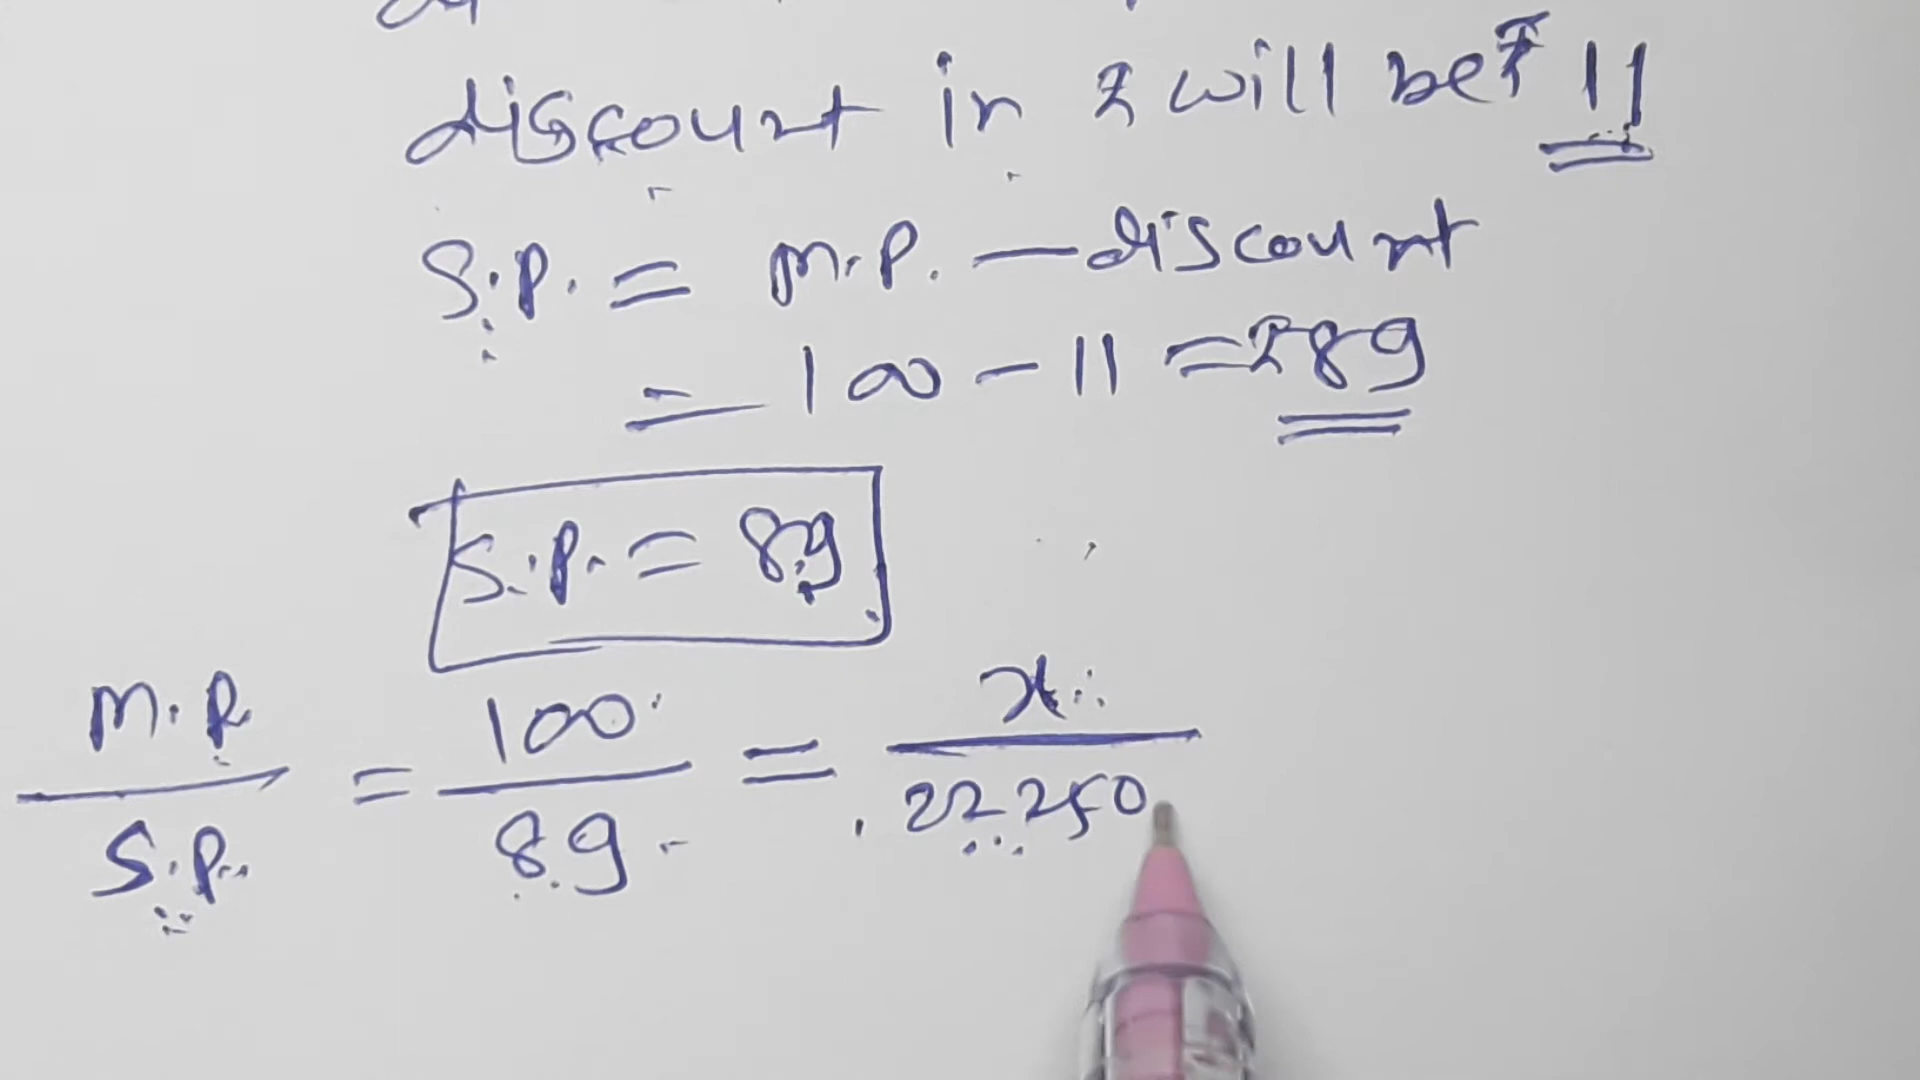 discount in ₹ will be ₹ 11
S.P. = M.P. — discount
= 100 - 11 = ₹89
S.P. = 89
M.P. / S.P. = 100 / 89 = x / 22250